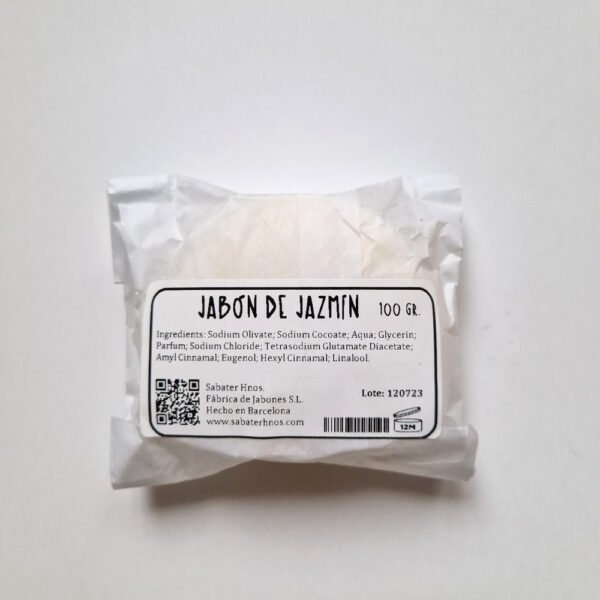 JABÓN DE JAZMÍN 100 GR.
Ingredients: Sodium Olivate; Sodium Cocoate; Aqua; Glycerin;
Parfum; Sodium Chloride; Tetrasodium Glutamate Diacetate;
Amyl Cinnamal; Eugenol; Hexyl Cinnamal; Linalool.
Sabater Hnos.
Fábrica de Jabones S.L.
Hecho en Barcelona
www.sabaterhnos.com
Lote: 120723
12M